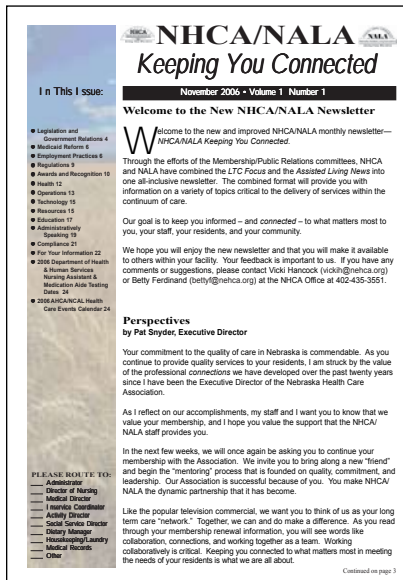 NHCA/NALA
Keeping You Connected
November 2006 • Volume 1 Number 1
In This Issue:
Legislation and
Government Relations 4
Medicaid Reform 6
Employment Practices 6
Regulations 9
Awards and Recognition 10
Health 12
Operations 13
Technology 15
Resources 15
Education 17
Administratively
Speaking 19
Compliance 21
For Your Information 22
2006 Department of Health
& Human Services
Nursing Assistant &
Medication Aide Testing
Dates 24
2006 AHCA/NCAL Health
Care Events Calendar 24
PLEASE ROUTE TO:
___ Administrator
___ Director of Nursing
___ Medical Director
___ Inservice Coordinator
___ Activity Director
___ Social Service Director
___ Dietary Manager
___ Housekeeping/Laundry
___ Medical Records
___ Other
Welcome to the New NHCA/NALA Newsletter
Welcome to the new and improved NHCA/NALA monthly newsletter—
NHCA/NALA Keeping You Connected.
Through the efforts of the Membership/Public Relations committees, NHCA
and NALA have combined the LTC Focus and the Assisted Living News into
one all-inclusive newsletter. The combined format will provide you with
information on a variety of topics critical to the delivery of services within the
continuum of care.
Our goal is to keep you informed – and connected – to what matters most to
you, your staff, your residents, and your community.
We hope you will enjoy the new newsletter and that you will make it available
to others within your facility. Your feedback is important to us. If you have any
comments or suggestions, please contact Vicki Hancock (vickih@nehca.org)
or Betty Ferdinand (bettyf@nehca.org) at the NHCA Office at 402-435-3551.
Perspectives
by Pat Snyder, Executive Director
Your commitment to the quality of care in Nebraska is commendable. As you
continue to provide quality services to your residents, I am struck by the value
of the professional connections we have developed over the past twenty years
since I have been the Executive Director of the Nebraska Health Care
Association.
As I reflect on our accomplishments, my staff and I want you to know that we
value your membership, and I hope you value the support that the NHCA/
NALA staff provides you.
In the next few weeks, we will once again be asking you to continue your
membership with the Association. We invite you to bring along a new “friend”
and begin the “mentoring” process that is founded on quality, commitment, and
leadership. Our Association is successful because of you. You make NHCA/
NALA the dynamic partnership that it has become.
Like the popular television commercial, we want you to think of us as your long
term care “network.” Together, we can and do make a difference. As you read
through your membership renewal information, you will see words like
collaboration, connections, and working together as a team. Working
collaboratively is critical. Keeping you connected to what matters most in meeting
the needs of your residents is what we are all about.
Continued on page 3